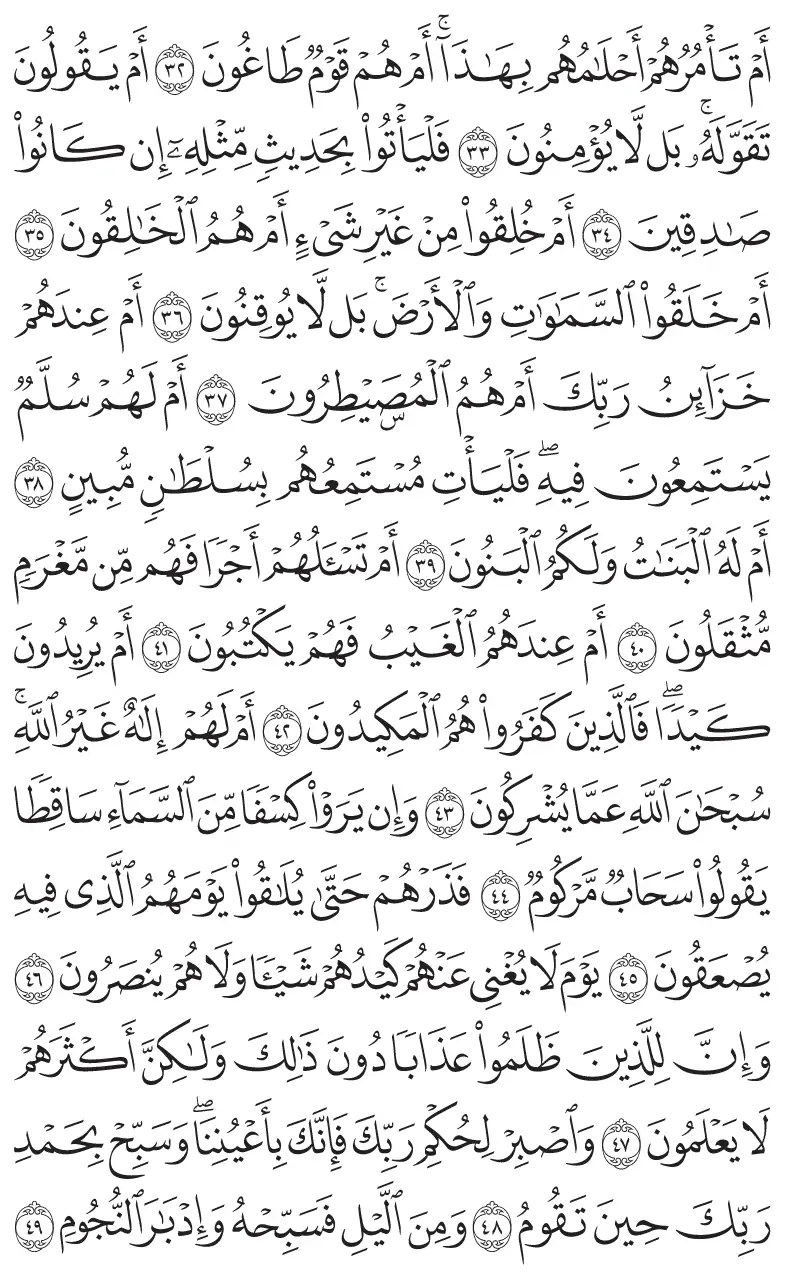 أَمْ تَأْمُرُهُمْ أَحْلَٰمُهُم بِهَٰذَآ ۚ أَمْ هُمْ قَوْمٌ طَاغُونَ ٣٢ أَمْ يَقُولُونَ
تَقَوَّلَهُۥ ۚ بَل لَّا يُؤْمِنُونَ ٣٣ فَلْيَأْتُوا۟ بِحَدِيثٍ مِّثْلِهِۦٓ إِن كَانُوا۟
صَٰدِقِينَ ٣٤ أَمْ خُلِقُوا۟ مِنْ غَيْرِ شَىْءٍ أَمْ هُمُ ٱلْخَٰلِقُونَ ٣٥
أَمْ خَلَقُوا۟ ٱلسَّمَٰوَٰتِ وَٱلْأَرْضَ ۚ بَل لَّا يُوقِنُونَ ٣٦ أَمْ عِندَهُمْ
خَزَآئِنُ رَبِّكَ أَمْ هُمُ ٱلْمُصَۣيْطِرُونَ ٣٧ أَمْ لَهُمْ سُلَّمٌ
يَسْتَمِعُونَ فِيهِ ۖ فَلْيَأْتِ مُسْتَمِعُهُم بِسُلْطَٰنٍ مُّبِينٍ ٣٨
أَمْ لَهُ ٱلْبَنَٰتُ وَلَكُمُ ٱلْبَنُونَ ٣٩ أَمْ تَسْـَٔلُهُمْ أَجْرًا فَهُم مِّن مَّغْرَمٍ
مُّثْقَلُونَ ٤٠ أَمْ عِندَهُمُ ٱلْغَيْبُ فَهُمْ يَكْتُبُونَ ٤١ أَمْ يُرِيدُونَ
كَيْدًا ۖ فَٱلَّذِينَ كَفَرُوا۟ هُمُ ٱلْمَكِيدُونَ ٤٢ أَمْ لَهُمْ إِلَٰهٌ غَيْرُ ٱللَّهِ ۚ
سُبْحَٰنَ ٱللَّهِ عَمَّا يُشْرِكُونَ ٤٣ وَإِن يَرَوْا۟ كِسْفًا مِّنَ ٱلسَّمَآءِ سَاقِطًا
يَقُولُوا۟ سَحَابٌ مَّرْكُومٌ ٤٤ فَذَرْهُمْ حَتَّىٰ يُلَٰقُوا۟ يَوْمَهُمُ ٱلَّذِى فِيهِ
يُصْعَقُونَ ٤٥ يَوْمَ لَا يُغْنِى عَنْهُمْ كَيْدُهُمْ شَيْـًٔا وَلَا هُمْ يُنصَرُونَ ٤٦
وَإِنَّ لِلَّذِينَ ظَلَمُوا۟ عَذَابًا دُونَ ذَٰلِكَ وَلَٰكِنَّ أَكْثَرَهُمْ
لَا يَعْلَمُونَ ٤٧ وَٱصْبِرْ لِحُكْمِ رَبِّكَ فَإِنَّكَ بِأَعْيُنِنَا ۖ وَسَبِّحْ بِحَمْدِ
رَبِّكَ حِينَ تَقُومُ ٤٨ وَمِنَ ٱلَّيْلِ فَسَبِّحْهُ وَإِدْبَٰرَ ٱلنُّجُومِ ٤٩